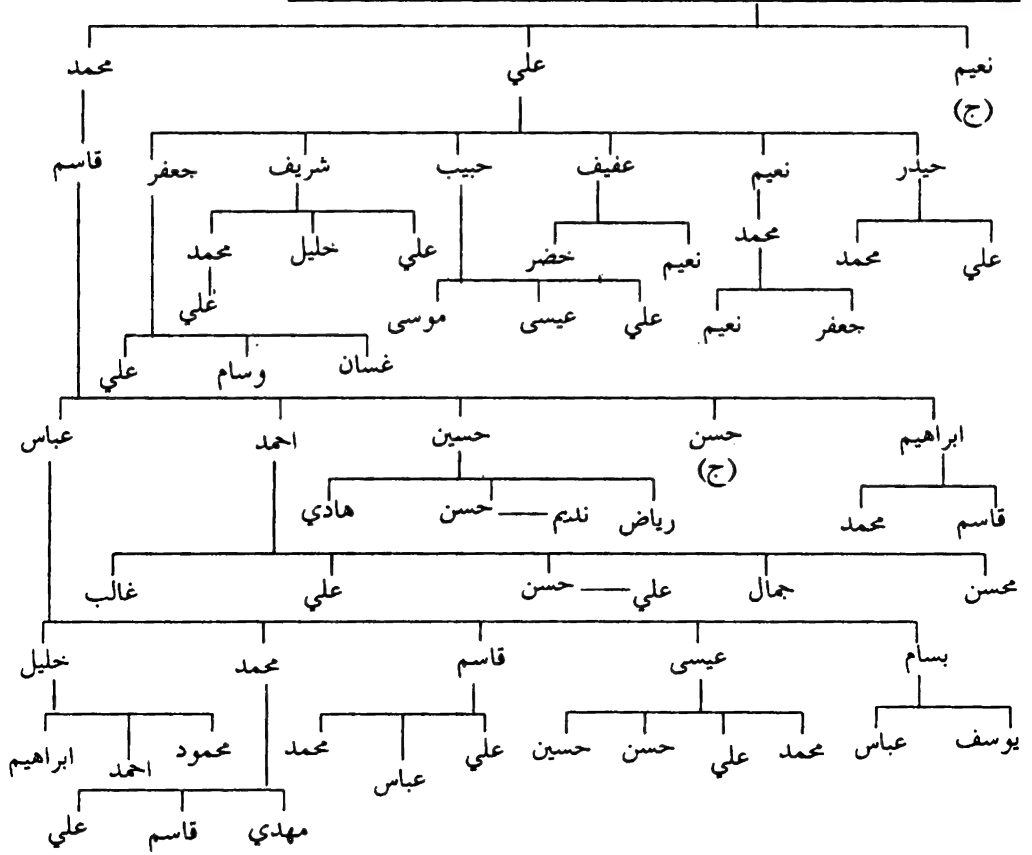 نعيم علي محمد
(ج)
حيدر نعيم عفيف حبيب شريف جعفر قاسم
علي محمد محمد نعيم خضر علي خليل محمد
جعفر نعيم علي عيسى موسى علي
غسان وسام علي
ابراهيم حسن حسين احمد عباس
(ج)
قاسم محمد رياض نديم — حسن هادي
محسن جمال علي — حسن علي غالب
بسام عيسى قاسم محمد خليل
يوسف عباس محمد علي حسن حسين علي عباس محمد محمود احمد ابراهيم
مهدي قاسم علي